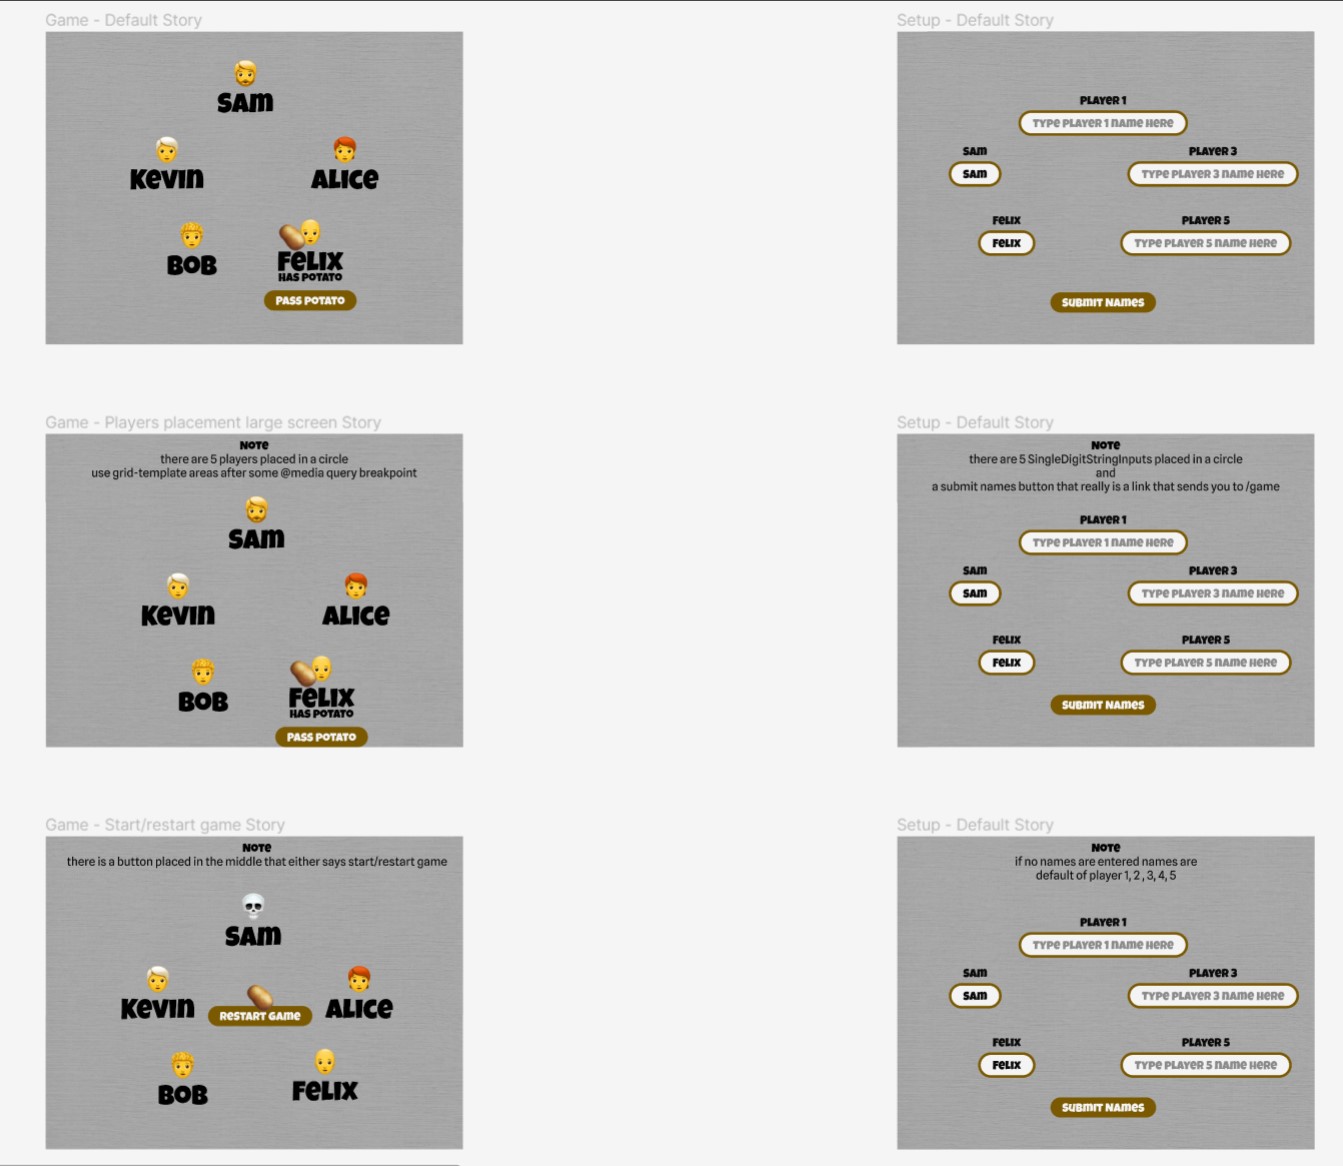 Game - Default Story
SAM
KEVIN
ALICE
BOB
FELIX
HAS POTATO
PASS POTATO
Setup - Default Story
PLAYER 1
TYPE PLAYER 1 NAME HERE
SAM
PLAYER 3
SAM
TYPE PLAYER 3 NAME HERE
FELIX
PLAYER 5
FELIX
TYPE PLAYER 5 NAME HERE
SUBMIT NAMES
Game - Players placement large screen Story
NOTE
there are 5 players placed in a circle
use grid-template areas after some @media query breakpoint
SAM
KEVIN
ALICE
BOB
FELIX
HAS POTATO
PASS POTATO
Setup - Default Story
NOTE
there are 5 SingleDigitStringInputs placed in a circle
and
a submit names button that really is a link that sends you to /game
PLAYER 1
TYPE PLAYER 1 NAME HERE
SAM
PLAYER 3
SAM
TYPE PLAYER 3 NAME HERE
FELIX
PLAYER 5
FELIX
TYPE PLAYER 5 NAME HERE
SUBMIT NAMES
Game - Start/restart game Story
NOTE
there is a button placed in the middle that either says start/restart game
SAM
KEVIN
RESTART GAME
ALICE
BOB
FELIX
Setup - Default Story
NOTE
if no names are entered names are
default of player 1, 2 , 3, 4, 5
PLAYER 1
TYPE PLAYER 1 NAME HERE
SAM
PLAYER 3
SAM
TYPE PLAYER 3 NAME HERE
FELIX
PLAYER 5
FELIX
TYPE PLAYER 5 NAME HERE
SUBMIT NAMES